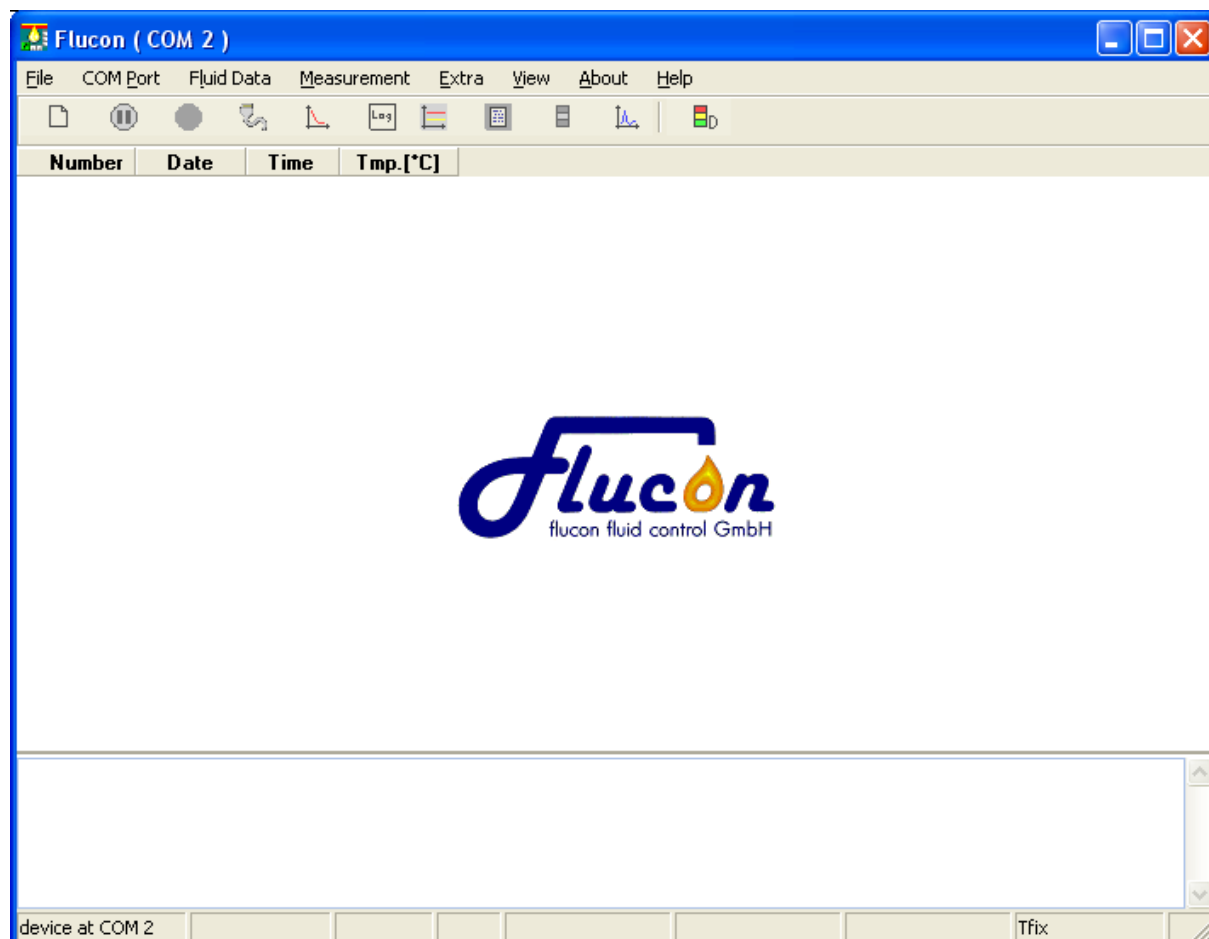 Flucon ( COM 2 )
File COM Port Fluid Data Measurement Extra View About Help
Log D
Number Date Time Tmp.[°C]
Flucon
flucon fluid control GmbH
device at COM 2 Tfix